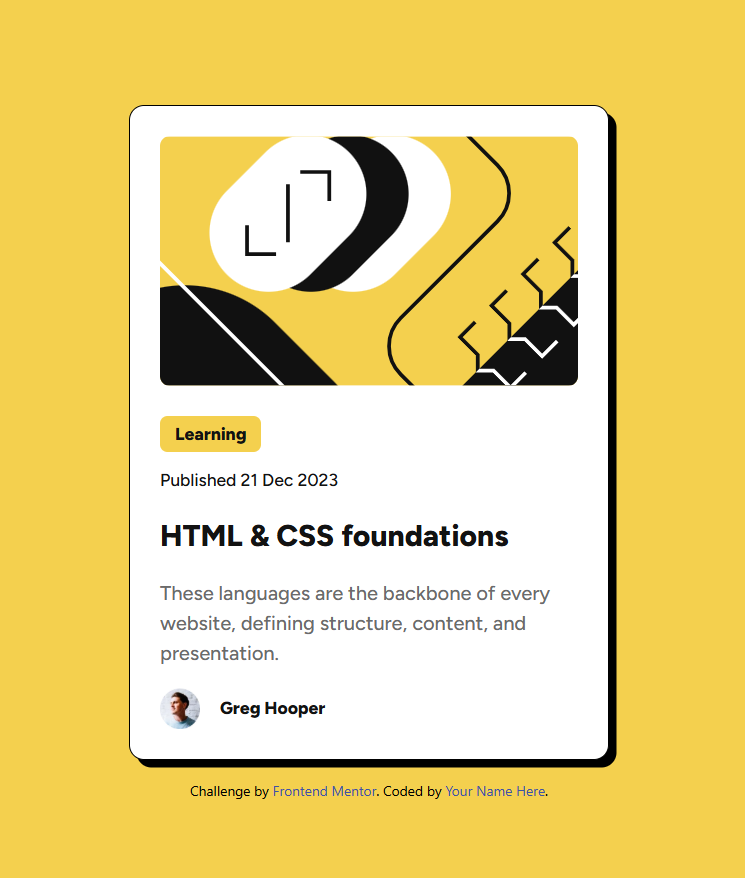 Learning
Published 21 Dec 2023
HTML & CSS foundations
These languages are the backbone of every
website, defining structure, content, and
presentation.
Greg Hooper
Challenge by Frontend Mentor. Coded by Your Name Here.